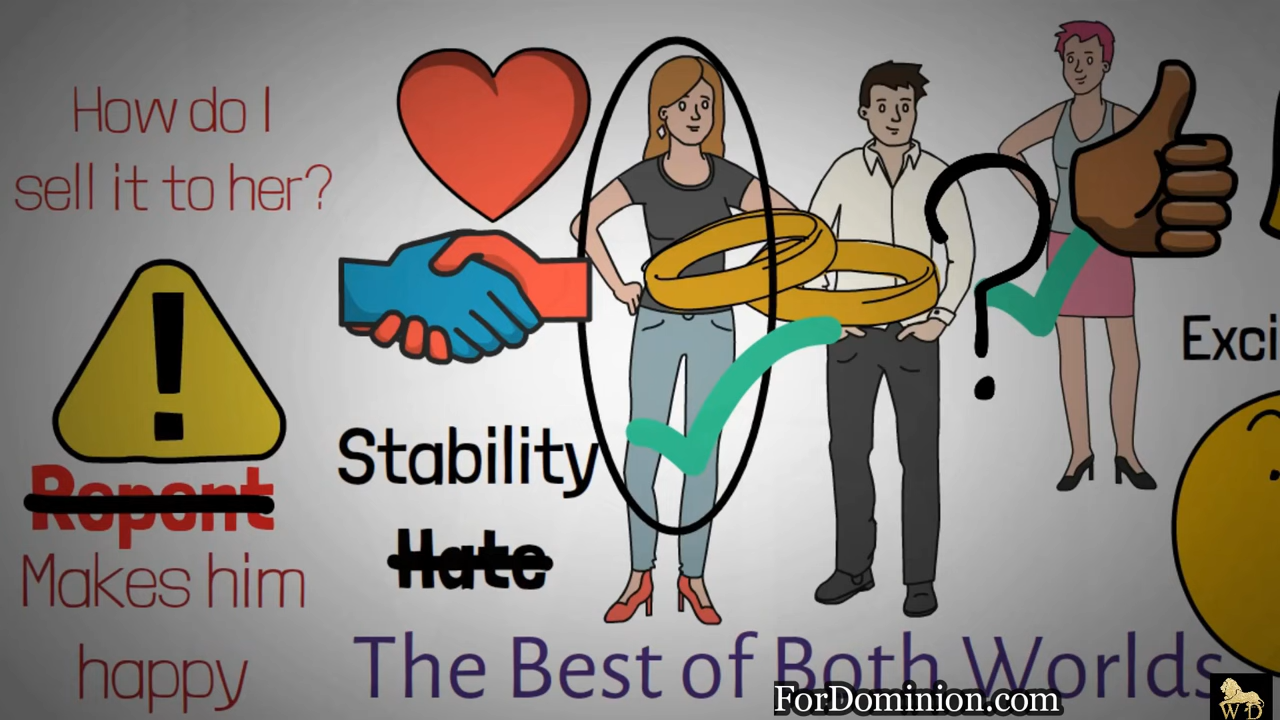 How do I
sell it to her?
Repent
Makes him
happy
Stability
Hate
Exci
The Best of Both Worlds
ForDominion.com
W D